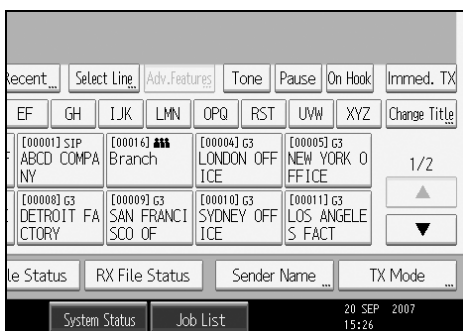 Recent Select Line Adv.Features Tone Pause On Hook Immed. TX
EF GH IJK LMN OPQ RST UVW XYZ Change Title
[00001] SIP [00016] [00004] G3 [00005] G3
ABCD COMPA Branch LONDON OFF NEW YORK O 1/2
NY ICE FFICE
[00008] G3 [00009] G3 [00010] G3 [00011] G3
DETROIT FA SAN FRANCI SYDNEY OFF LOS ANGELE
CTORY SCO OF ICE S FACT
le Status RX File Status Sender Name TX Mode
System Status Job List 20 SEP 2007
15:26